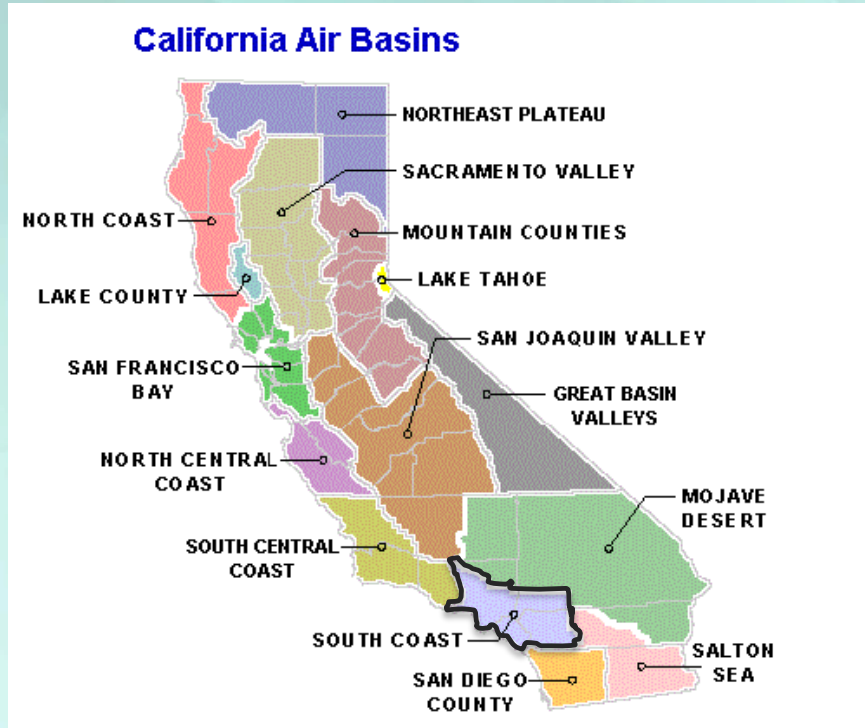 California Air Basins
NORTHEAST PLATEAU
SACRAMENTO VALLEY
NORTH COAST
MOUNTAIN COUNTIES
LAKE TAHOE
LAKE COUNTY
SAN JOAQUIN VALLEY
SAN FRANCISCO
BAY
GREAT BASIN
VALLEYS
NORTH CENTRAL
COAST
MOJAVE
DESERT
SOUTH CENTRAL
COAST
SOUTH COAST
SALTON
SEA
SAN DIEGO
COUNTY